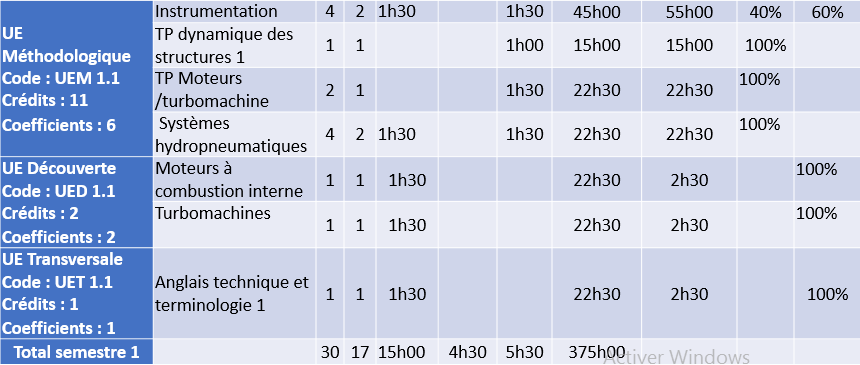 Instrumentation 4 2 1h30 1h30 45h00 55h00 40% 60%
UE
Méthodologique
Code : UEM 1.1
Crédits : 11
Coefficients : 6
TP dynamique des
structures 1 1 1 1h00 15h00 15h00 100%
TP Moteurs
/turbomachine 2 1 1h30 22h30 22h30 100%
Systèmes
hydropneumatiques 4 2 1h30 1h30 22h30 22h30 100%
UE Découverte
Code : UED 1.1
Crédits : 2
Coefficients : 2
Moteurs à
combustion interne 1 1 1h30 22h30 2h30 100%
Turbomachines 1 1 1h30 22h30 2h30 100%
UE Transversale
Code : UET 1.1
Crédits : 1
Coefficients : 1
Anglais technique et
terminologie 1 1 1 1h30 22h30 2h30 100%
Total semestre 1 30 17 15h00 4h30 5h30 375h00
Activer Windows